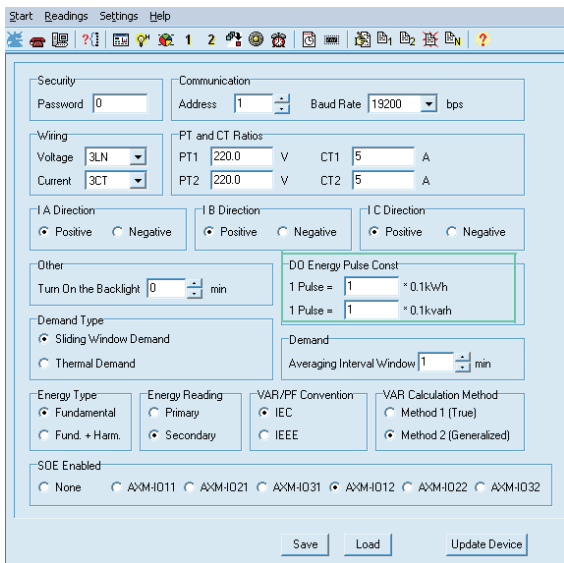 Start Readings Settings Help
?{} 1 2 1 2 N ?
Security Communication
Password 0 Address 1 Baud Rate 19200 bps
Wiring PT and CT Ratios
Voltage 3LN PT1 220.0 V CT1 5 A
Current 3CT PT2 220.0 V CT2 5 A
I A Direction I B Direction I C Direction
Positive Negative Positive Negative Positive Negative
Other DO Energy Pulse Const
Turn On the Backlight 0 min 1 Pulse = 1 * 0.1kWh
1 Pulse = 1 * 0.1kvarh
Demand Type Demand
Sliding Window Demand
Thermal Demand Averaging Interval Window 1 min
Energy Type Energy Reading VAR/PF Convention VAR Calculation Method
Fundamental Primary IEC Method 1 (True)
Fund. + Harm. Secondary IEEE Method 2 (Generalized)
SOE Enabled
None AXM-IO11 AXM-IO21 AXM-IO31 AXM-IO12 AXM-IO22 AXM-IO32
Save Load Update Device